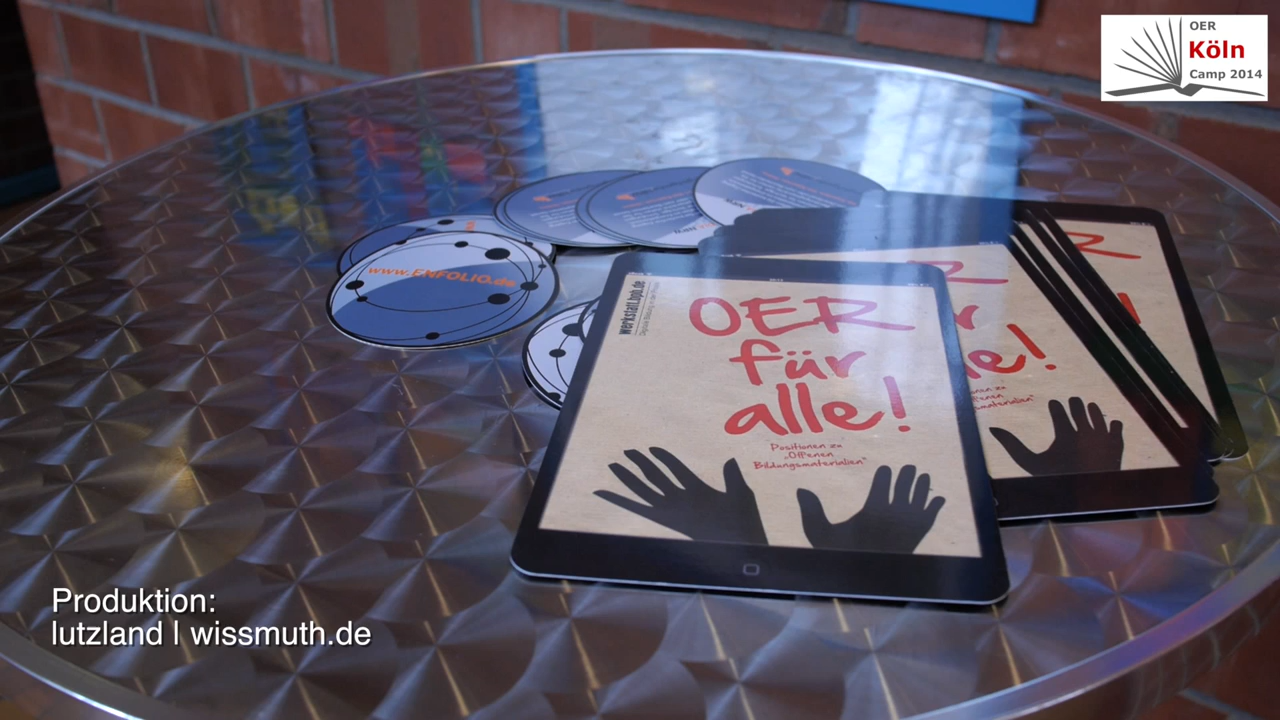 OER
Köln
Camp 2014
www.ENFOLIO.de
werkstatt.bpb.de
OER
für
alle!
Positionen zu
„Offenen
Bildungsmaterialien"
Produktion:
lutzland | wissmuth.de